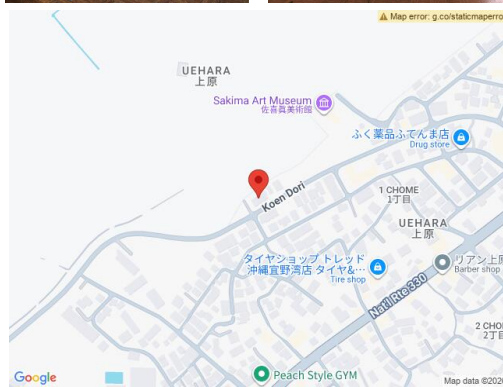 Map error: g.co/staticmaperro
UEHARA
上原
Sakima Art Museum
佐喜眞美術館
ふく薬品ふてんま店
Drug store
Koen Dori
1 CHOME
1丁目
UEHARA
上原
タイヤショップ トレッド
沖縄宜野湾店 タイヤ&…
Tire shop
リアン上原
Barber shop
Nat'l Rte 330
2 CHO
2丁目
Peach Style GYM
Google
Map data ©202